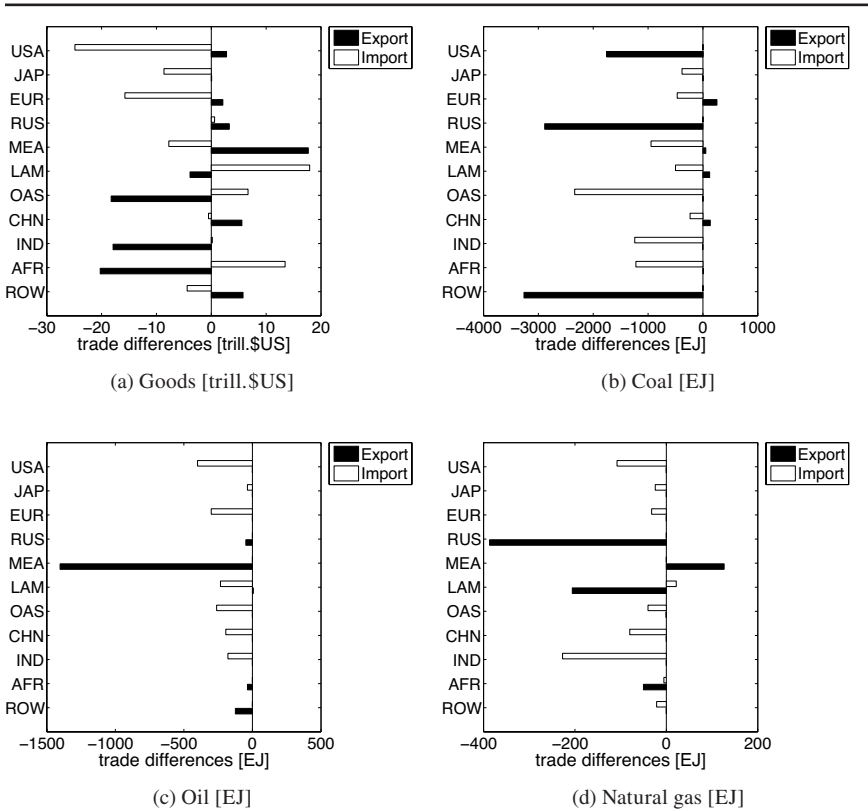 USA
JAP
EUR
RUS
MEA
LAM
OAS
CHN
IND
AFR
ROW
−30 −20 −10 0 10 20
trade differences [trill.$US]
Export
Import
(a) Goods [trill.$US]
USA
JAP
EUR
RUS
MEA
LAM
OAS
CHN
IND
AFR
ROW
−4000 −3000 −2000 −1000 0 1000
trade differences [EJ]
Export
Import
(b) Coal [EJ]
USA
JAP
EUR
RUS
MEA
LAM
OAS
CHN
IND
AFR
ROW
−1500 −1000 −500 0 500
trade differences [EJ]
Export
Import
(c) Oil [EJ]
USA
JAP
EUR
RUS
MEA
LAM
OAS
CHN
IND
AFR
ROW
−400 −200 0 200
trade differences [EJ]
Export
Import
(d) Natural gas [EJ]